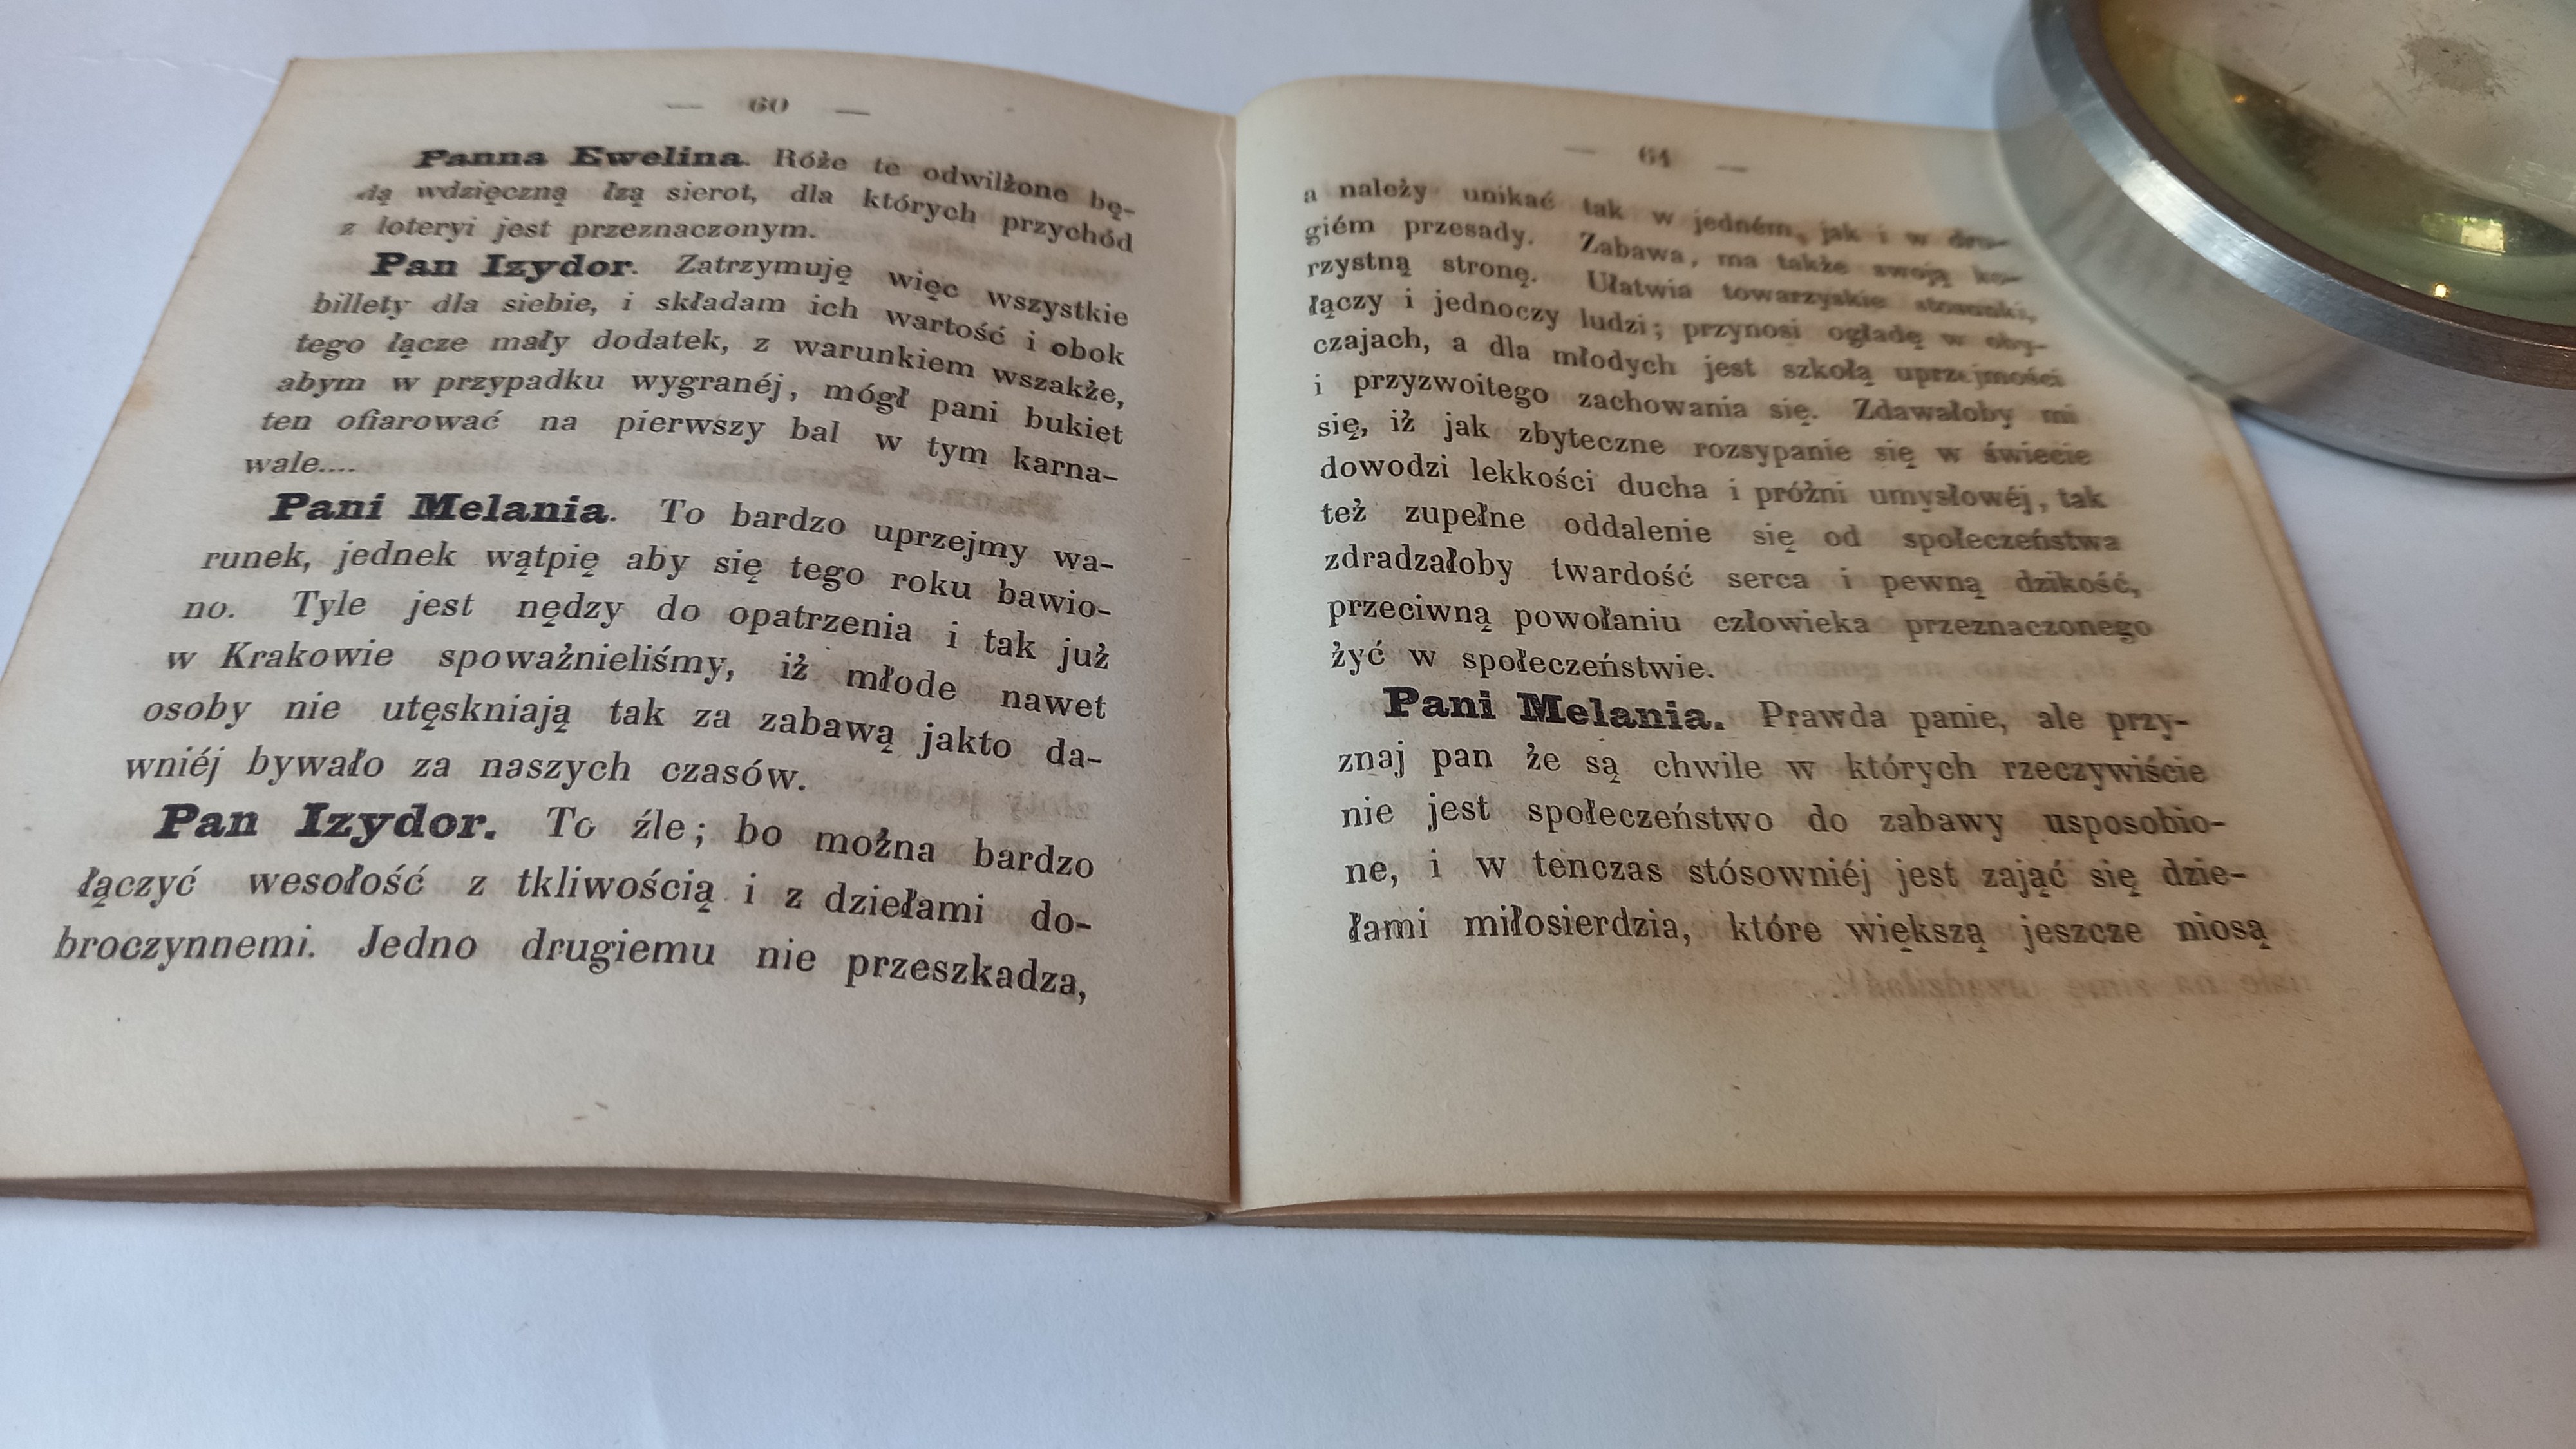 — 60 —
Panna Ewelina. Róże te odwilżone bę-
dą wdzięczną łzą sierot, dla których przychód
z loteryi jest przeznaczonym.
Pan Izydor. Zatrzymuję więc wszystkie
billety dla siebie, i składam ich wartość i obok
tego łącze mały dodatek, z warunkiem wszakże,
abym w przypadku wygranéj, mógł pani bukiet
ten ofiarować na pierwszy bal w tym karna-
wale....
Pani Melania. To bardzo uprzejmy wa-
runek, jednek wątpię aby się tego roku bawio-
no. Tyle jest nędzy do opatrzenia i tak już
w Krakowie spoważnieliśmy, iż młode nawet
osoby nie utęskniają tak za zabawą jakto da-
wniéj bywało za naszych czasów.
Pan Izydor. To źle; bo można bardzo
łączyć wesołość z tkliwością i z dziełami do-
broczynnemi. Jedno drugiemu nie przeszkadza,
— 61 —
a należy unikać tak w jedném, jak i w dru-
giém przesady. Zabawa, ma także swoją ko-
rzystną stronę. Ułatwia towarzyskie stosunki,
łączy i jednoczy ludzi; przynosi ogładę w oby-
czajach, a dla młodych jest szkołą uprzejmości
i przyzwoitego zachowania się. Zdawałoby mi
się, iż jak zbyteczne rozsypanie się w świecie
dowodzi lekkości ducha i próżni umysłowéj, tak
też zupełne oddalenie się od społeczeństwa
zdradzałoby twardość serca i pewną dzikość,
przeciwną powołaniu człowieka przeznaczonego
żyć w społeczeństwie.
Pani Melania. Prawda panie, ale przy-
znaj pan że są chwile w których rzeczywiście
nie jest społeczeństwo do zabawy usposobio-
ne, i w tenczas stósowniéj jest zająć się dzie-
łami miłosierdzia, które większą jeszcze niosą